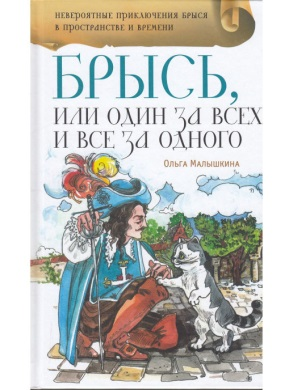 невероятные приключения Брыся
в пространстве и времени
БРЫСЬ,
ИЛИ ОДИН ЗА ВСЕХ
И ВСЕ ЗА ОДНОГО
Ольга Малышкина